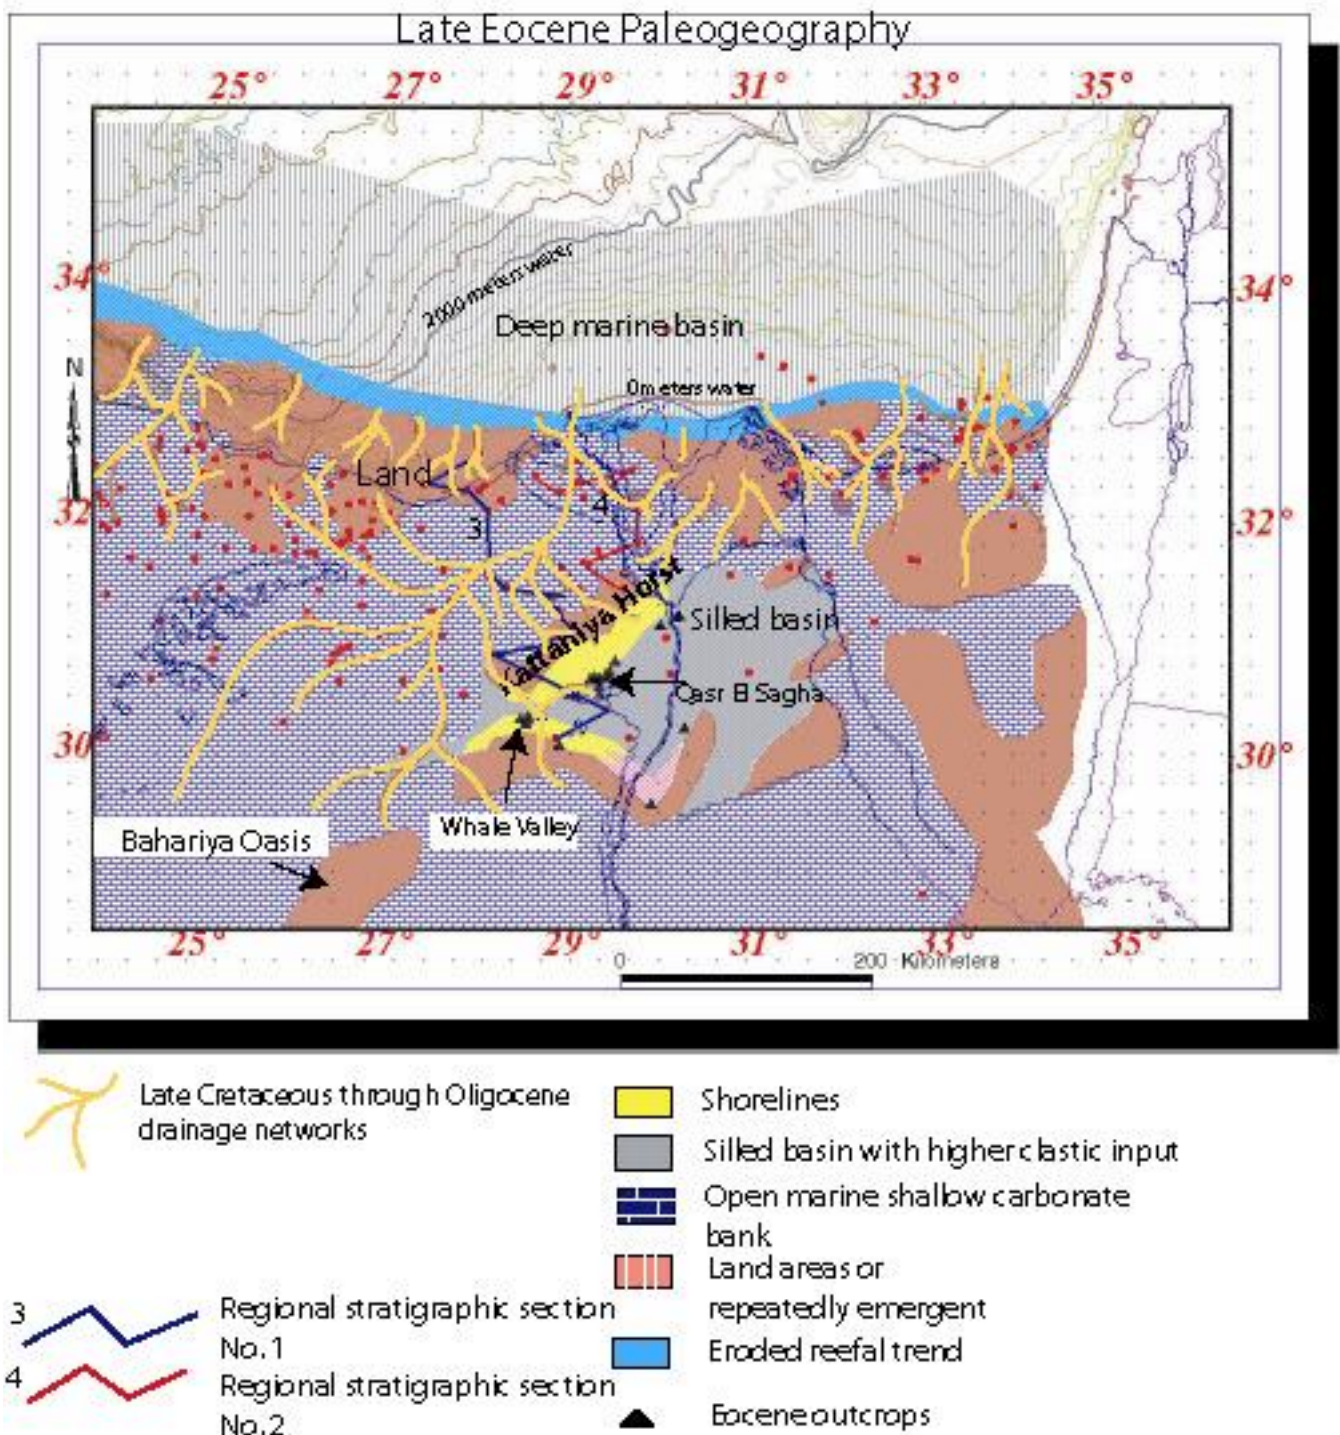 Late Eocene Paleogeography
25° 27° 29° 31° 33° 35°
34° 34°
2000 meters water
Deep marine basin
N
0 meters water
Land
32° 3 4 32°
Kattaniya Horst
Silled basin
Qasr El Sagha
30° 30°
Whale Valley
Bahariya Oasis
25° 27° 29° 31° 33° 35°
0 200 Kilometers
Late Cretaceous through Oligocene
drainage networks
Shorelines
Silled basin with higher clastic input
Open marine shallow carbonate
bank
Land areas or
repeatedly emergent
3 Regional stratigraphic section
No. 1
Eroded reefal trend
4 Regional stratigraphic section
No. 2
Eocene outcrops